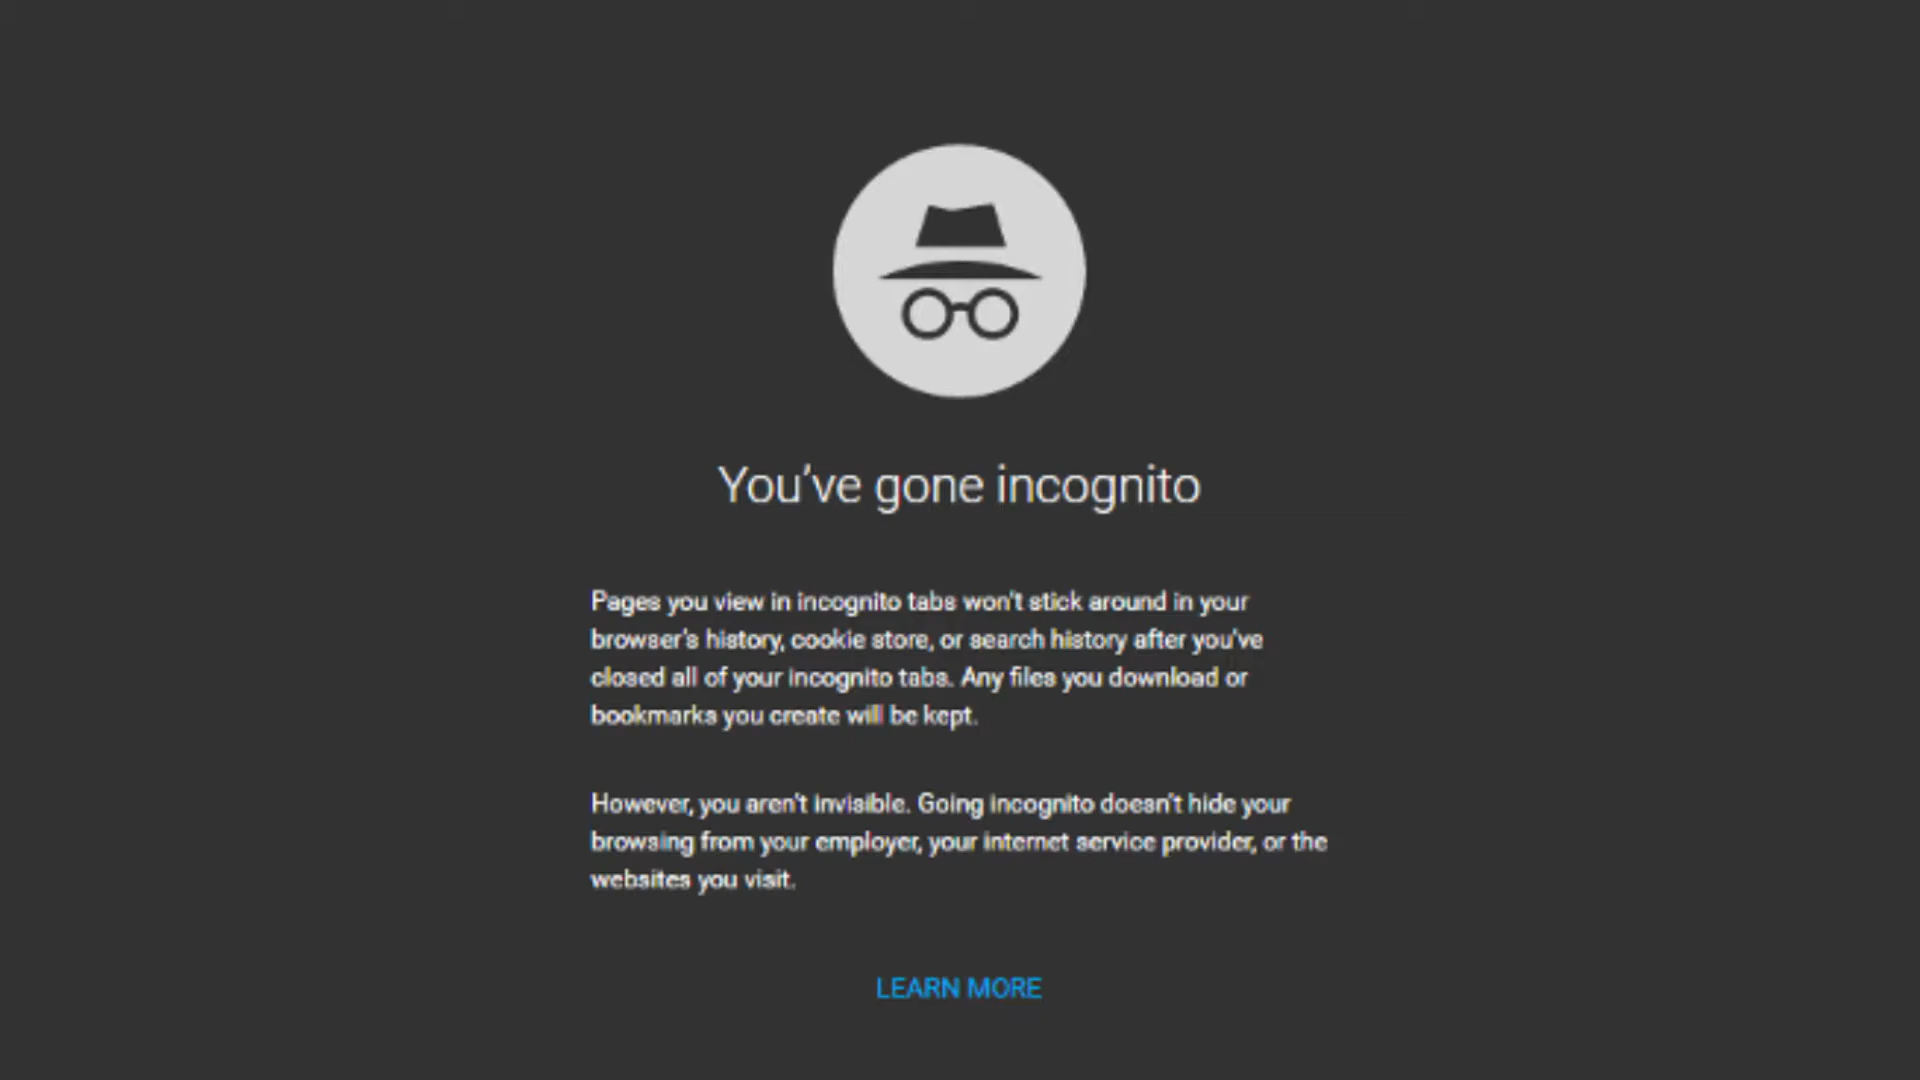 You've gone incognito
Pages you view in incognito tabs won't stick around in your
browser's history, cookie store, or search history after you've
closed all of your incognito tabs. Any files you download or
bookmarks you create will be kept.
However, you aren't invisible. Going incognito doesn't hide your
browsing from your employer, your internet service provider, or the
websites you visit.
LEARN MORE